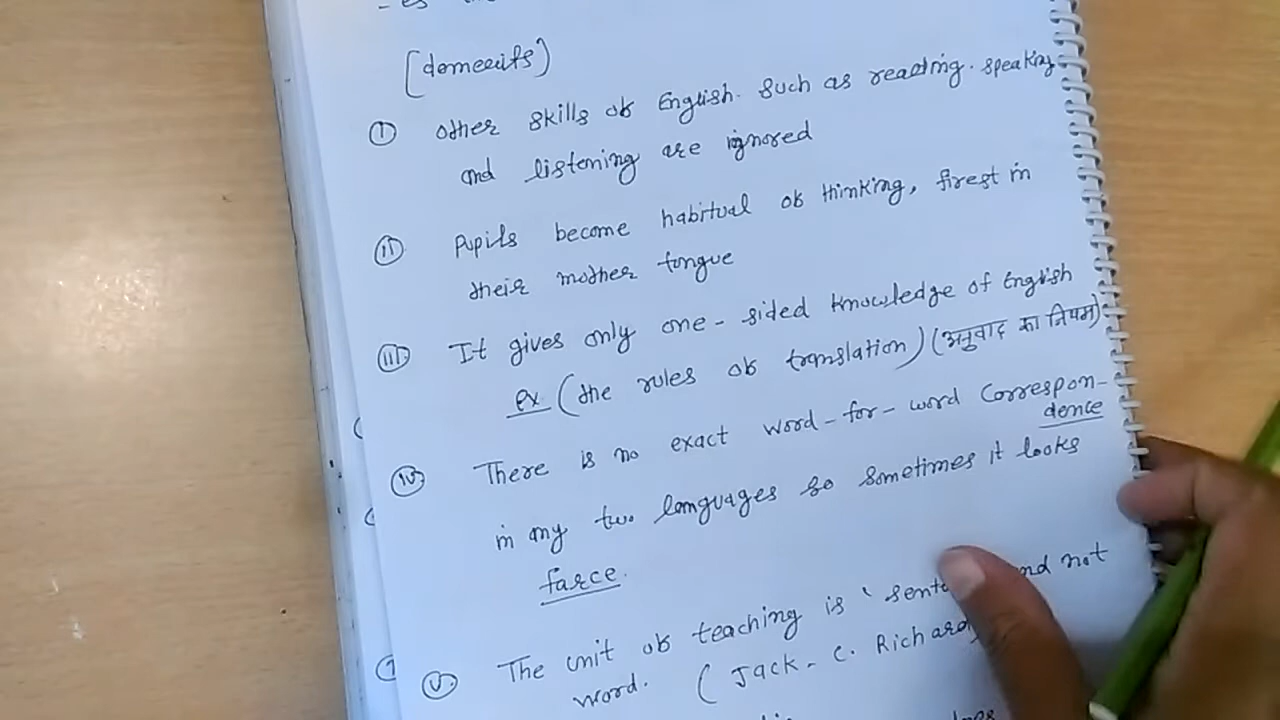 [demerits]
(i) other skills of English. such as reading. speaking
and listening are ignored
(ii) Pupils become habitual of thinking, first in
their mother tongue
(iii) It gives only one-sided knowledge of English
ex (the rules of translation) (अनुवाद का नियम)
(iv) There is no exact word-for-word Correspon-
dence
in any two languages so sometimes it looks
farce.
(v) The unit of teaching is and not
word. (Jack. C. Richard